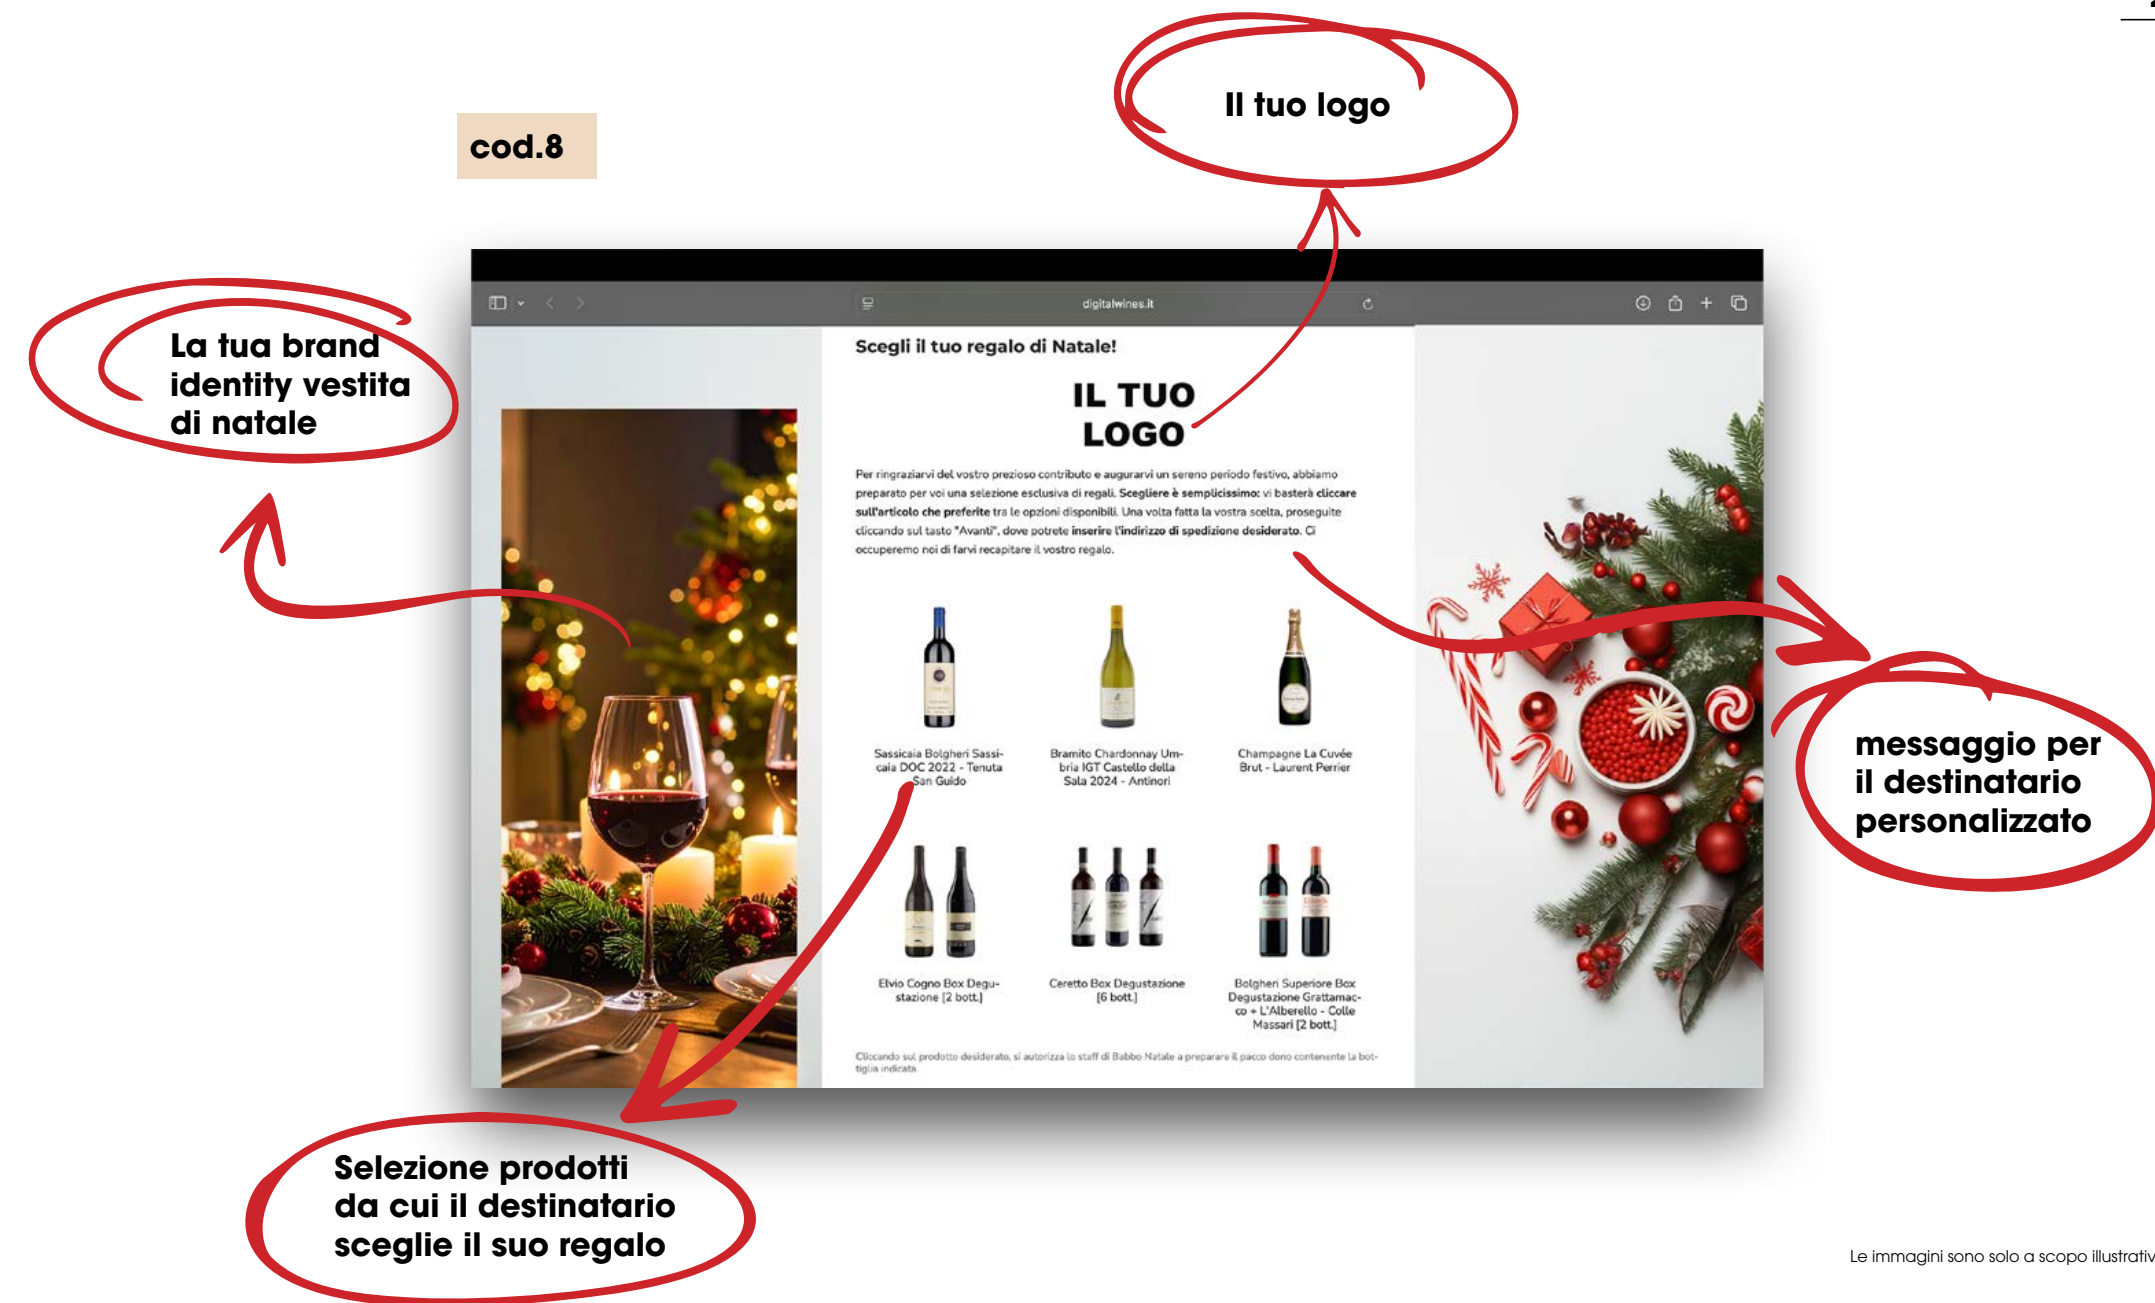 Il tuo logo
cod.8
La tua brand
identity vestita
di natale
digitalwines.it
Scegli il tuo regalo di Natale!
IL TUO
LOGO
Per ringraziarvi del vostro prezioso contributo e augurarvi un sereno periodo festivo, abbiamo
preparato per voi una selezione esclusiva di regali. Scegliere è semplicissimo: vi basterà cliccare
sull'articolo che preferite tra le opzioni disponibili. Una volta fatta la vostra scelta, proseguite
cliccando sul tasto "Avanti", dove potrete inserire l'indirizzo di spedizione desiderato. Ci
occuperemo noi di farvi recapitare il vostro regalo.
Sassicaia Bolgheri Sassi-
caia DOC 2022 - Tenuta
San Guido
Bramito Chardonnay Um-
bria IGT Castello della
Sala 2024 - Antinori
Champagne La Cuvée
Brut - Laurent Perrier
messaggio per
il destinatario
personalizzato
Elvio Cogno Box Degu-
stazione [2 bott.]
Ceretto Box Degustazione
[6 bott.]
Bolgheri Superiore Box
Degustazione Grattamac-
co + L'Alberello - Colle
Massari [2 bott.]
Cliccando sul prodotto desiderato, si autorizza lo staff di Babbo Natale a preparare il pacco dono contenente la bot-
tiglia indicata
Selezione prodotti
da cui il destinatario
sceglie il suo regalo
Le immagini sono solo a scopo illustrativ